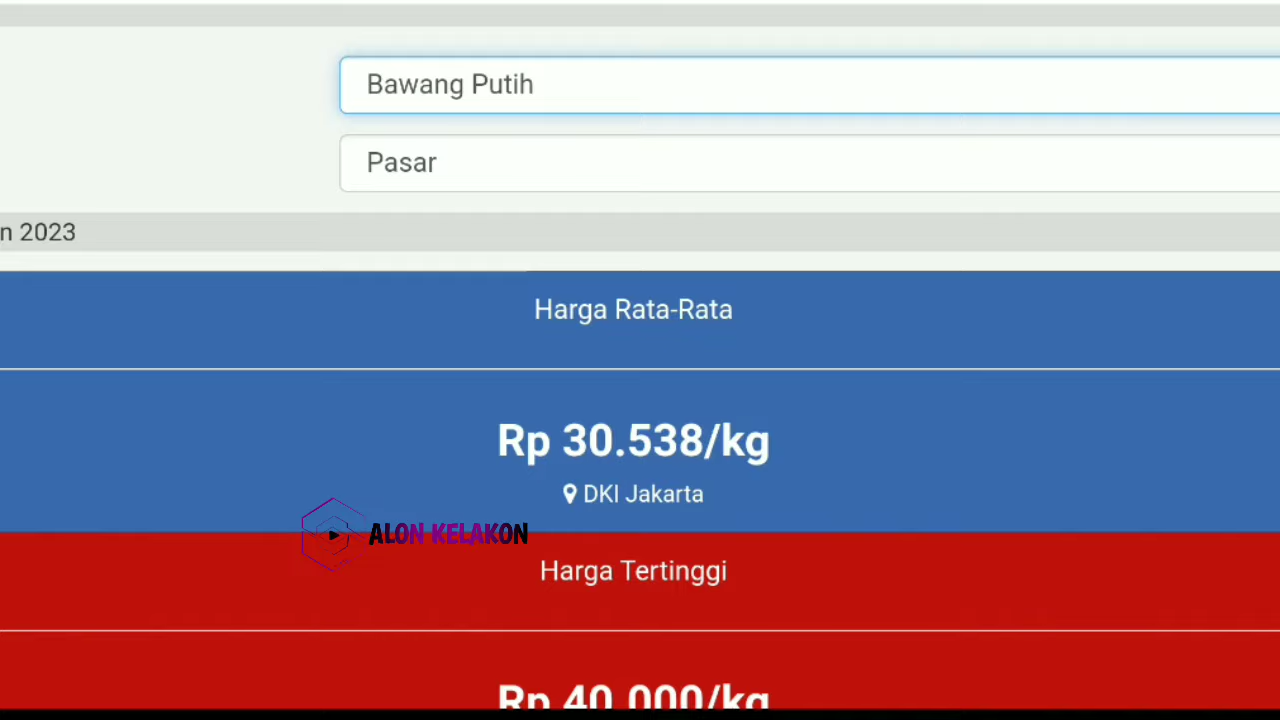 Bawang Putih
Pasar
n 2023
Harga Rata-Rata
Rp 30.538/kg
DKI Jakarta
ALON KELAKON
Harga Tertinggi
Rp 40.000/kg